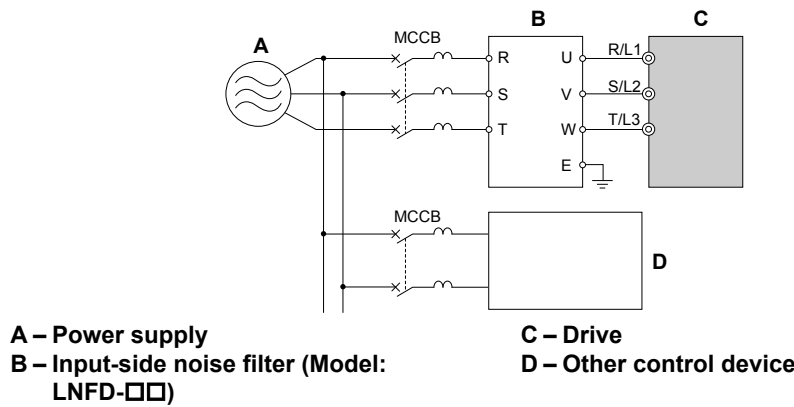 A
B
C
MCCB
R
U
R/L1
S
V
S/L2
T
W
T/L3
E
MCCB
D
A – Power supply
B – Input-side noise filter (Model:
LNFD-□□)
C – Drive
D – Other control device